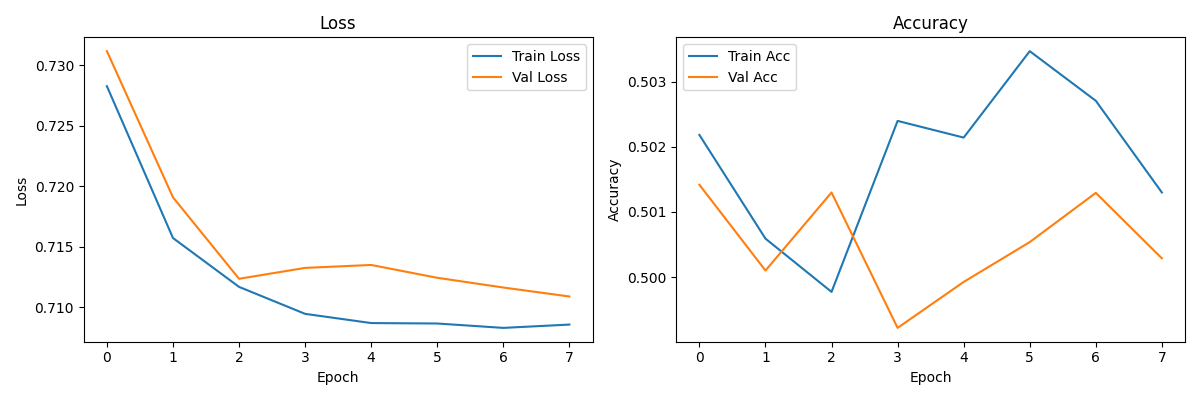 Loss
Train Loss
Val Loss
0.730
0.725
0.720
0.715
0.710
Loss
0 1 2 3 4 5 6 7
Epoch
Accuracy
Train Acc
Val Acc
0.503
0.502
0.501
0.500
Accuracy
0 1 2 3 4 5 6 7
Epoch